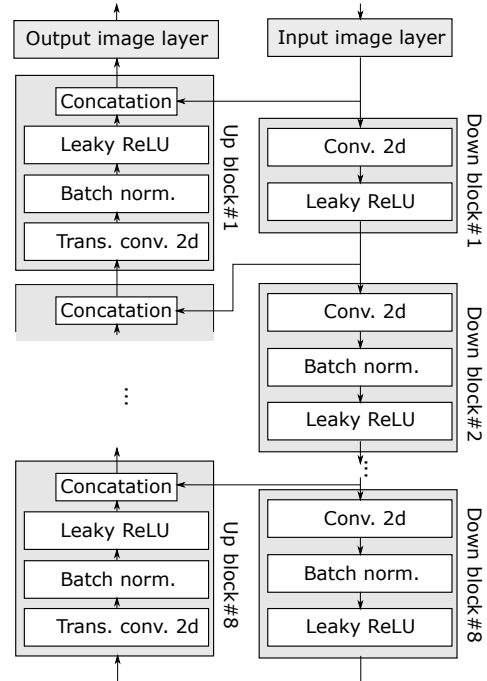 Output image layer
Input image layer
Concatation
Leaky ReLU
Batch norm.
Trans. conv. 2d
Up block#1
Conv. 2d
Leaky ReLU
Down block#1
Concatation
...
Conv. 2d
Batch norm.
Leaky ReLU
Down block#2
...
Concatation
Leaky ReLU
Batch norm.
Trans. conv. 2d
Up block#8
Conv. 2d
Batch norm.
Leaky ReLU
Down block#8